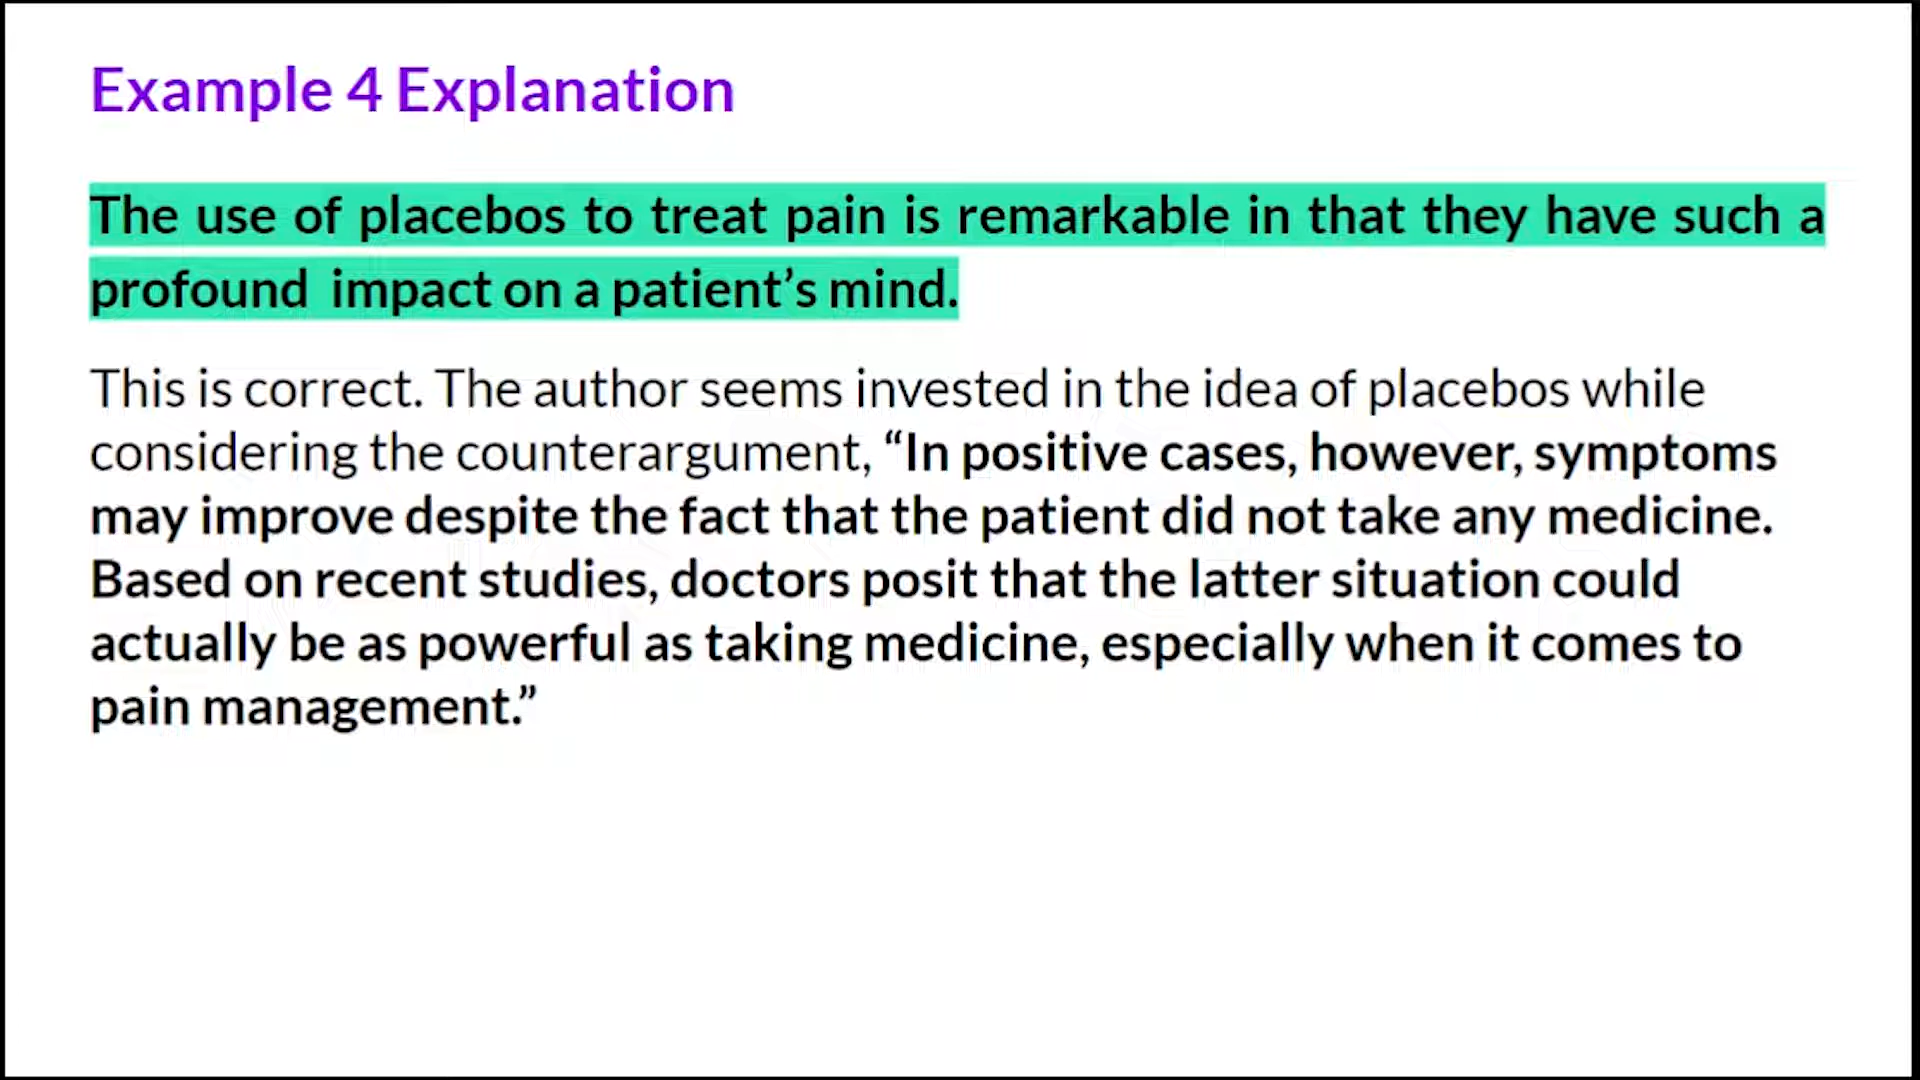 Example 4 Explanation
The use of placebos to treat pain is remarkable in that they have such a
profound impact on a patient’s mind.
This is correct. The author seems invested in the idea of placebos while
considering the counterargument, “In positive cases, however, symptoms
may improve despite the fact that the patient did not take any medicine.
Based on recent studies, doctors posit that the latter situation could
actually be as powerful as taking medicine, especially when it comes to
pain management.”